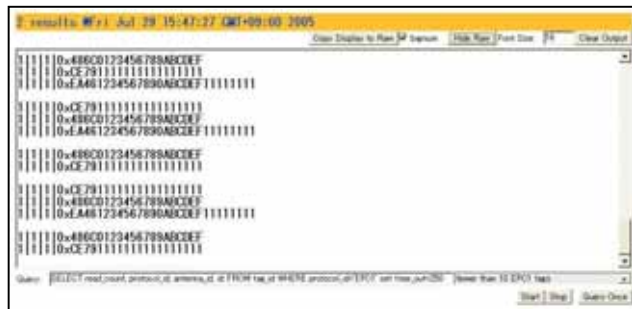 2 results @Fri Jul 29 15:47:27 GMT+09:00 2005
Copy Display to Raw Hide Raw Font Size Clear Output
1|1|1|0x486C0123456789ABCDEF
1|1|1|0xCE791111111111111111
1|1|1|0xEA461234567890ABCDEF11111111
1|1|1|0xCE791111111111111111
1|1|1|0x486C0123456789ABCDEF
1|1|1|0xEA461234567890ABCDEF11111111
1|1|1|0x486C0123456789ABCDEF
1|1|1|0xCE791111111111111111
1|1|1|0xCE791111111111111111
1|1|1|0x486C0123456789ABCDEF
1|1|1|0xEA461234567890ABCDEF11111111
1|1|1|0x486C0123456789ABCDEF
1|1|1|0xCE791111111111111111
Query: SELECT read_count, protocol_id, antenna_id, id FROM tag_id WHERE set time_out=250 (fewer than 10 EPC1 tags)
Start Stop Query Once